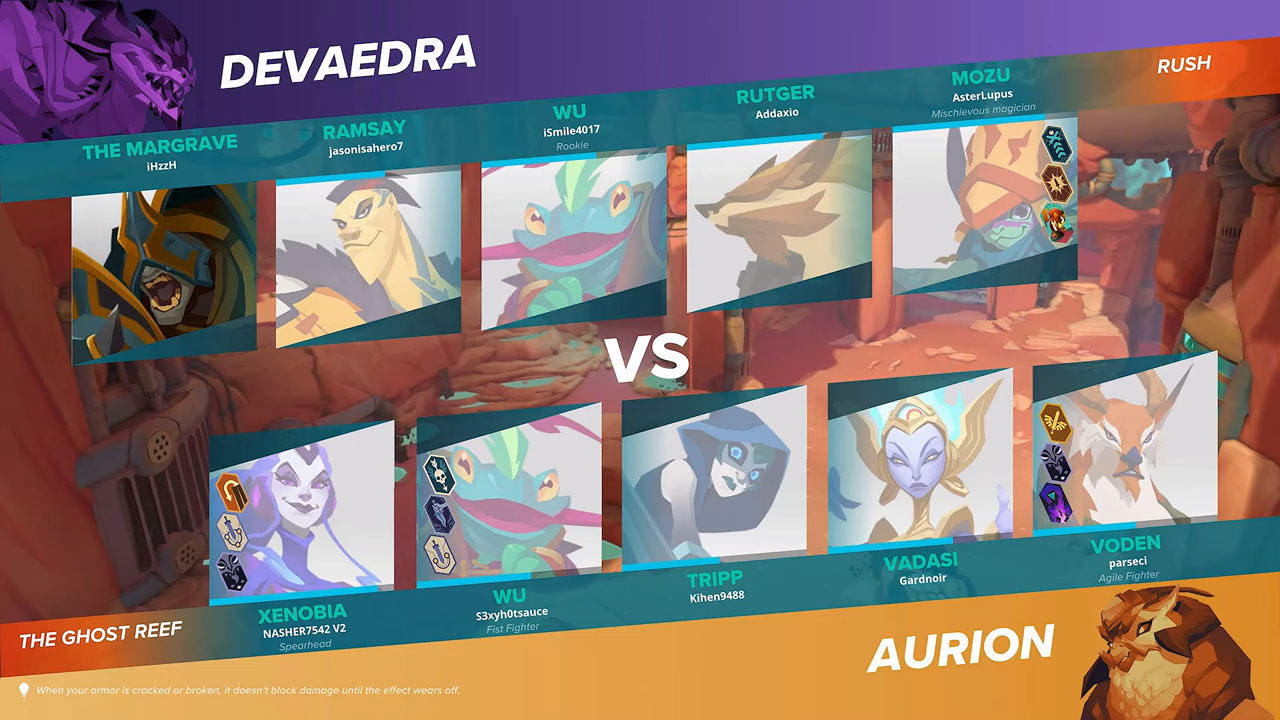 DEVAEDRA
RUSH
THE MARGRAVE
iHzzH
RAMSAY
jasonisahero7
WU
iSmile4017
Rookie
RUTGER
Addaxio
MOZU
AsterLupus
Mischievous magician
VS
XENOBIA
NASHER7542 V2
Spearhead
WU
S3xyh0tsauce
Fist Fighter
TRIPP
Kihen9488
VADASI
Gardnoir
VODEN
parseci
Agile Fighter
THE GHOST REEF
AURION
When your armor is cracked or broken, it doesn't block damage until the effect wears off.